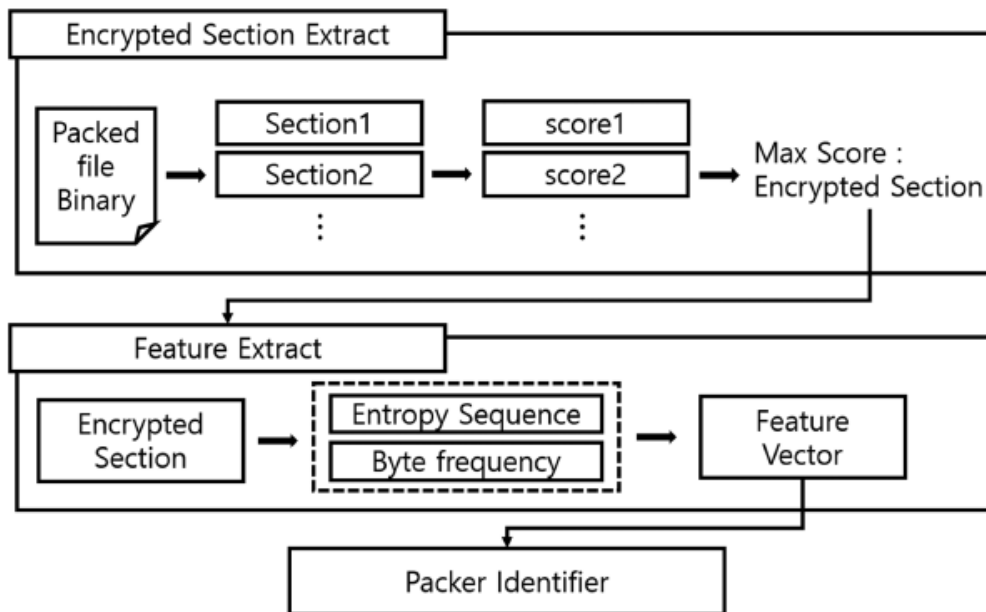 Encrypted Section Extract
Packed
file
Binary
Section1
Section2
⋮
score1
score2
⋮
Max Score :
Encrypted Section
Feature Extract
Encrypted
Section
Entropy Sequence
Byte frequency
Feature
Vector
Packer Identifier